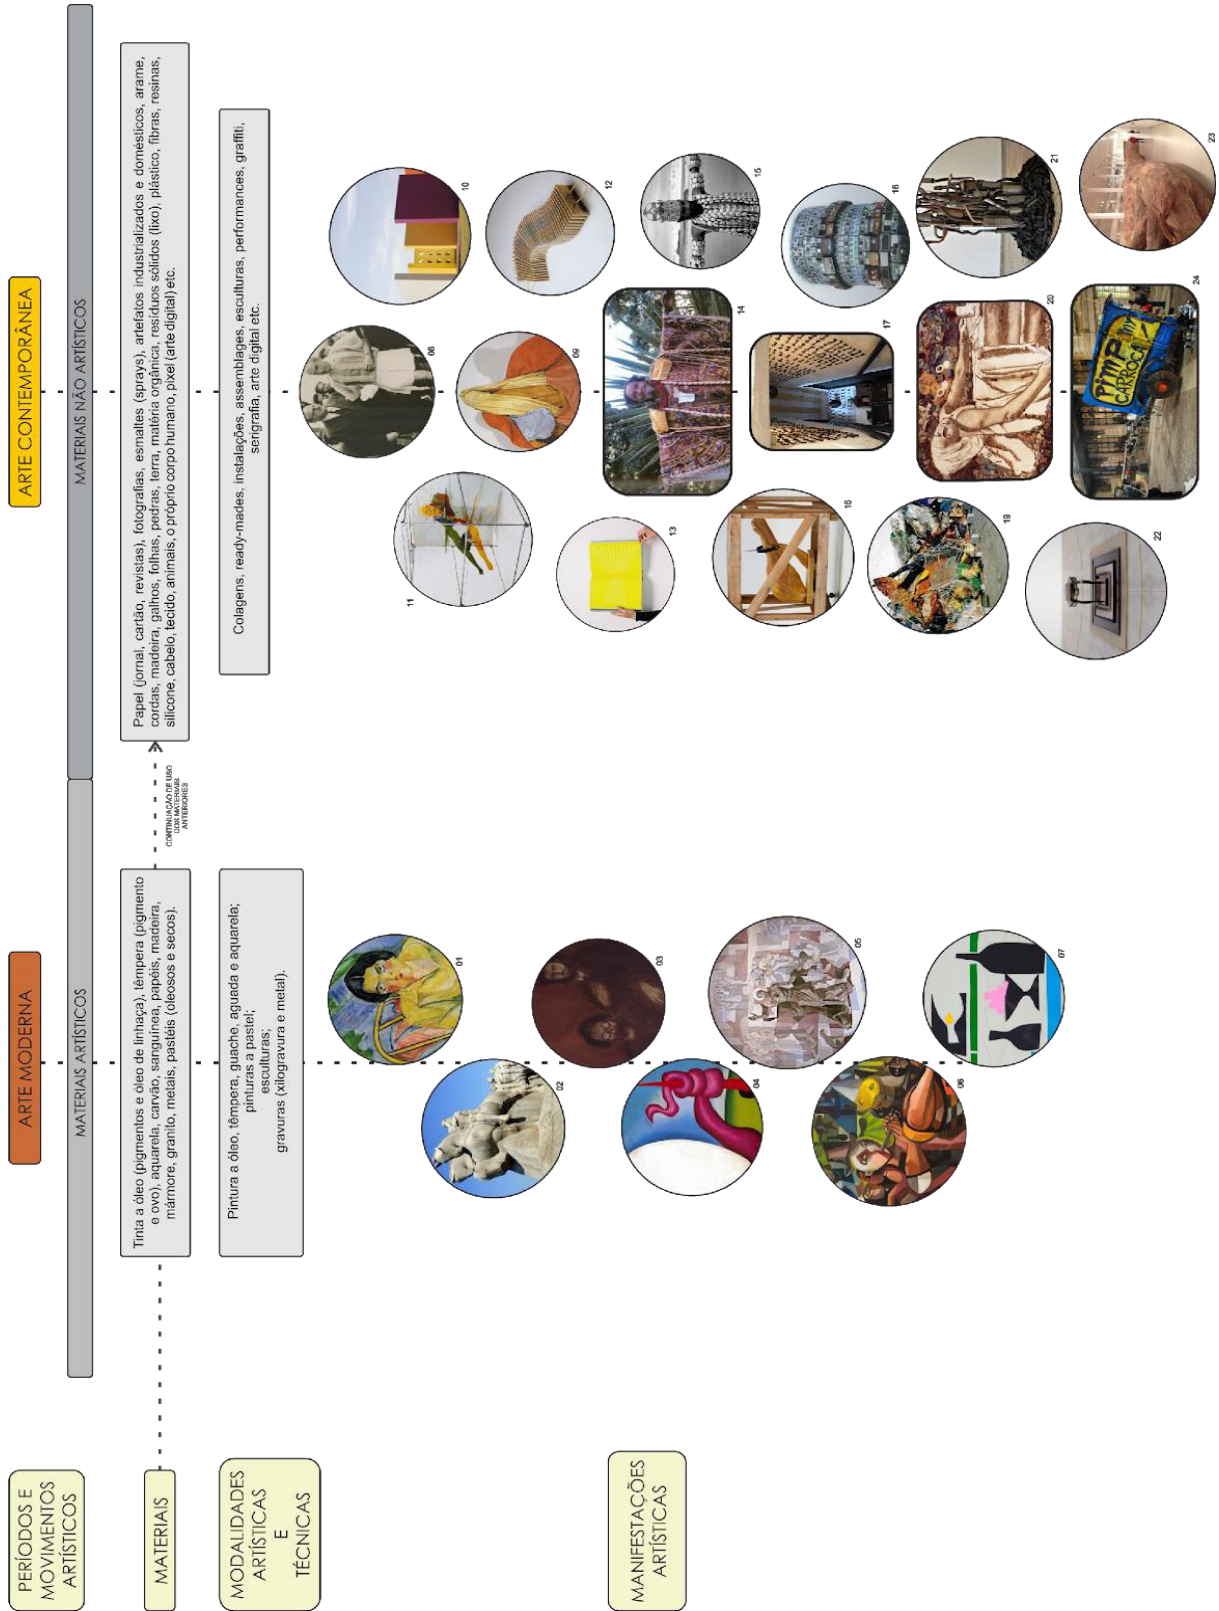 PERÍODOS E
MOVIMENTOS
ARTÍSTICOS
ARTE MODERNA
ARTE CONTEMPORÂNEA
MATERIAIS ARTÍSTICOS
MATERIAIS NÃO ARTÍSTICOS
MATERIAIS
Tinta a óleo (pigmentos e óleo de linhaça), têmpera (pigmento
e ovo), aquarela, carvão, sanguínea, papéis, madeira,
mármore, granito, metais, pastéis (oleosos e secos).
CONTINUAÇÃO DE USO
DOS MATERIAIS
ANTERIORES
Papel (jornal, cartão, revistas), fotografias, esmaltes (sprays), artefatos industrializados e domésticos, arame,
cordas, madeira, galhos, folhas, pedras, terra, matéria orgânica, resíduos sólidos (lixo), plástico, fibras, resinas,
silicone, cabelo, tecido, animais, o próprio corpo humano, pixel (arte digital) etc.
MODALIDADES
ARTÍSTICAS
E
TÉCNICAS
Pintura a óleo, têmpera, guache, aguada e aquarela;
pinturas a pastel;
esculturas;
gravuras (xilogravura e metal).
Colagens, ready-mades, instalações, assemblages, esculturas, performances, graffiti,
serigrafia, arte digital etc.
MANIFESTAÇÕES
ARTÍSTICAS
01
02
03
04
05
06
07
08
09
10
11
12
13
14
15
16
17
18
19
20
21
22
23
24
PIMP
CARROÇA